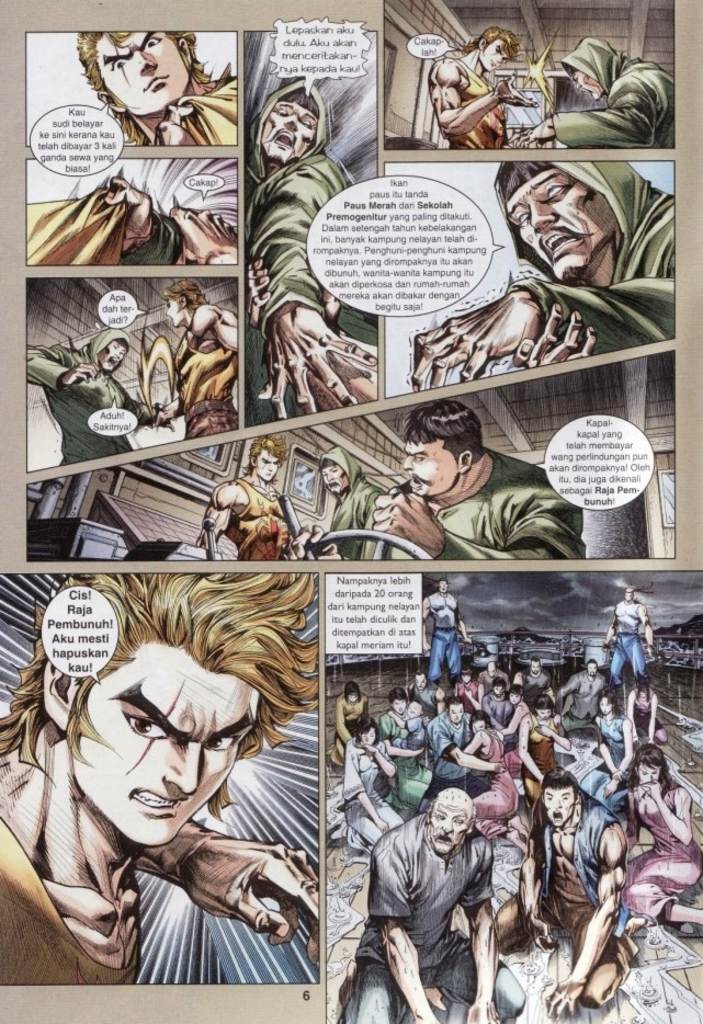 Kau
sudi belayar
ke sini kerana kau
telah dibayar 3 kali
ganda sewa yang
biasa!
Cakap!
Apa
dah ter-
jadi?
Aduh!
Sakitnya!
Lepaskan aku
dulu. Aku akan
menceritakan-
nya kepada kau!
Cakap-
lah!
Ikan
paus itu tanda
Paus Merah dari Sekolah
Premogenitur yang paling ditakuti.
Dalam setengah tahun kebelakangan
ini, banyak kampung nelayan telah di-
rompaknya. Penghuni-penghuni kampung
nelayan yang dirompaknya itu akan
dibunuh, wanita-wanita kampung itu
akan diperkosa dan rumah-rumah
mereka akan dibakar dengan
begitu saja!
Kapal-
kapal yang
telah membayar
wang perlindungan pun
akan dirompaknya! Oleh
itu, dia juga dikenali
sebagai Raja Pem-
bunuh!
Cis!
Raja
Pembunuh!
Aku mesti
hapuskan
kau!
Nampaknya lebih
daripada 20 orang
dari kampung nelayan
itu telah diculik dan
ditempatkan di atas
kapal meriam itu!
6